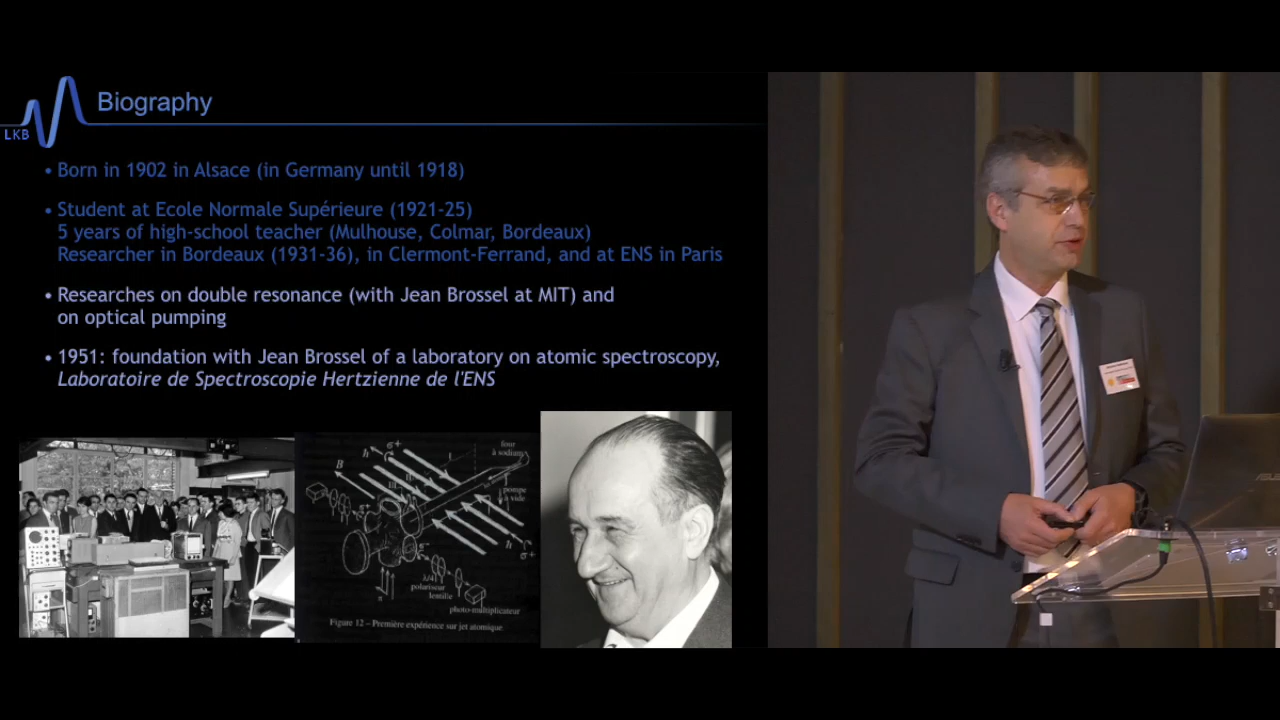 LKB
Biography
• Born in 1902 in Alsace (in Germany until 1918)
• Student at Ecole Normale Supérieure (1921-25)
5 years of high-school teacher (Mulhouse, Colmar, Bordeaux)
Researcher in Bordeaux (1931-36), in Clermont-Ferrand, and at ENS in Paris
• Researches on double resonance (with Jean Brossel at MIT) and
on optical pumping
• 1951: foundation with Jean Brossel of a laboratory on atomic spectroscopy,
Laboratoire de Spectroscopie Hertzienne de l'ENS
four
à sodium
B
h
σ+
pompe
à vide
h
σ+
λ/4
polariseur
lentille
π
photo-multiplicateur
Figure 12 – Première expérience sur jet atomique.
ASUS